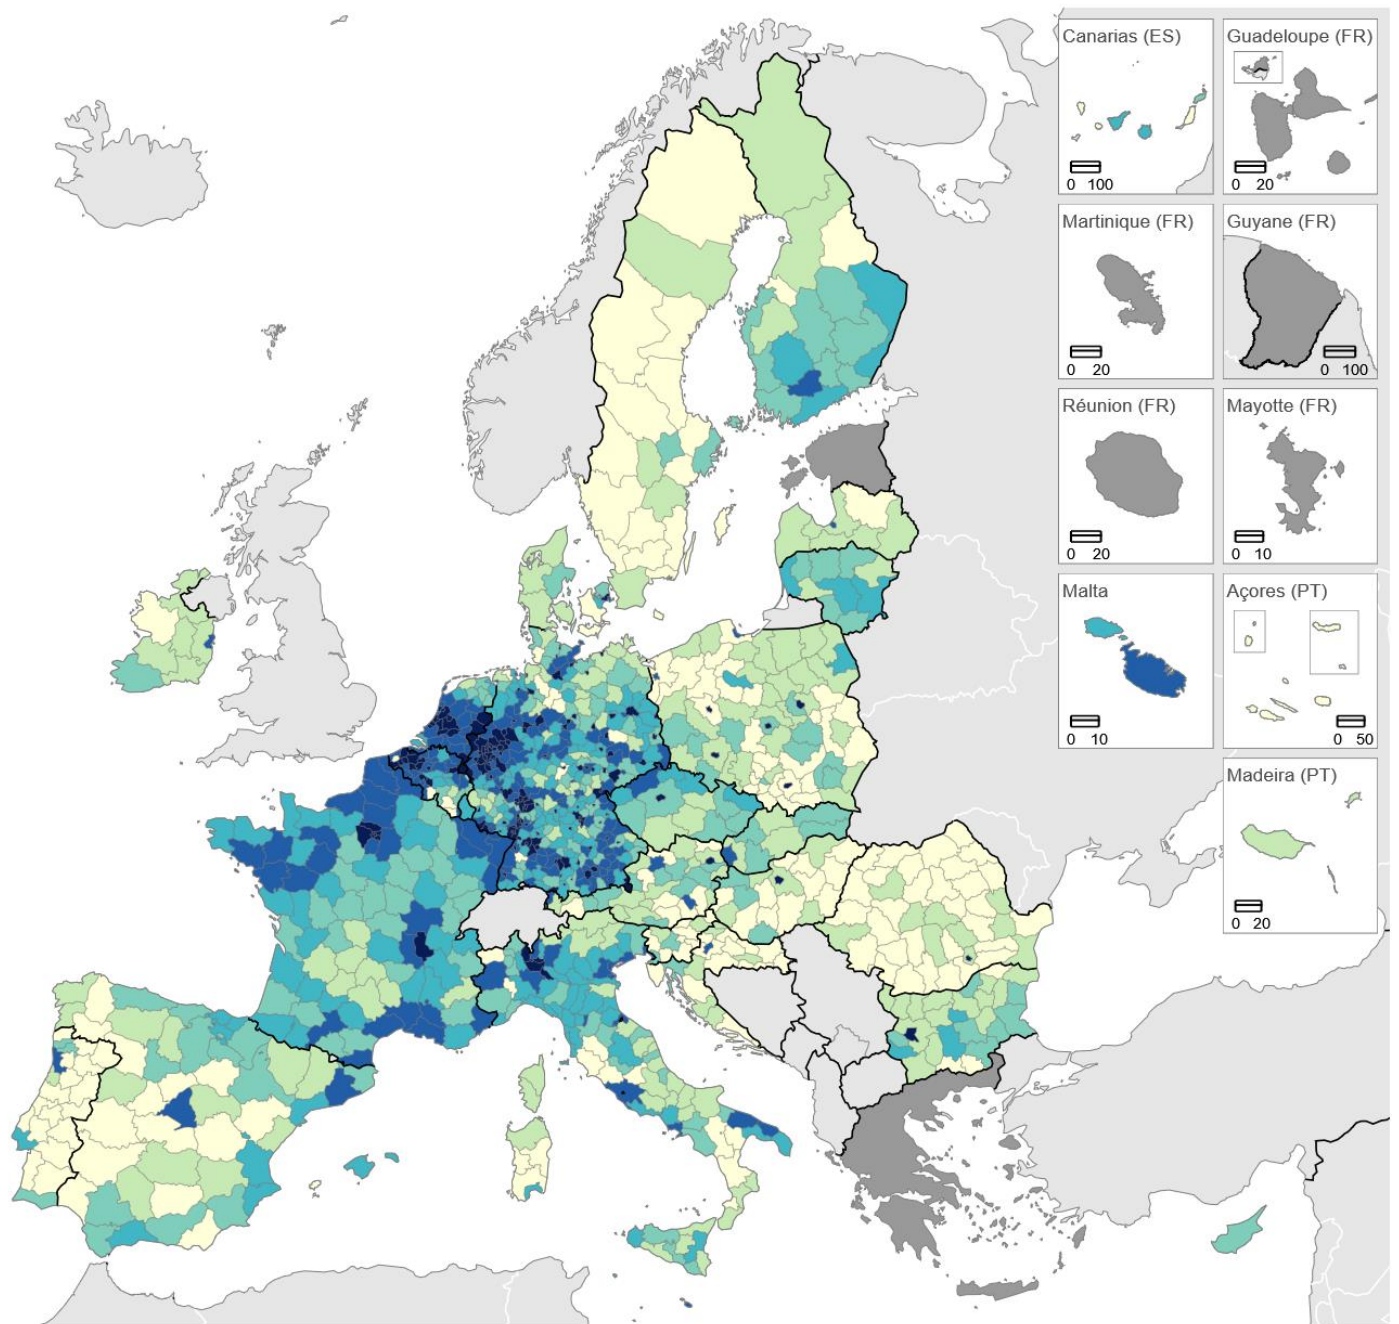 Canarias (ES)
0 100
Guadeloupe (FR)
0 20
Martinique (FR)
0 20
Guyane (FR)
0 100
Réunion (FR)
0 20
Mayotte (FR)
0 10
Malta
0 10
Açores (PT)
0 50
Madeira (PT)
0 20